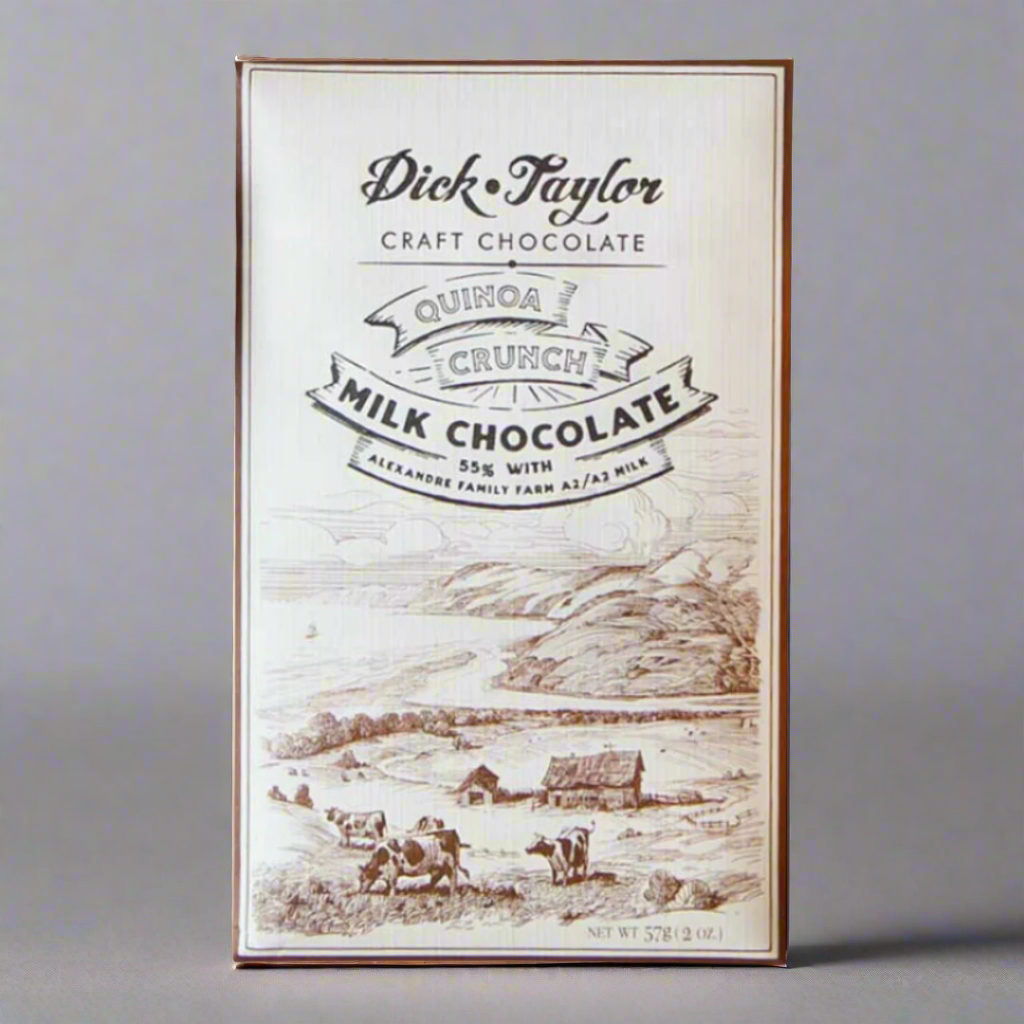 Dick • Taylor
CRAFT CHOCOLATE
QUINOA
CRUNCH
MILK CHOCOLATE
55% WITH
ALEXANDRE FAMILY FARM A2/A2 MILK
NET WT 57g (2 OZ.)